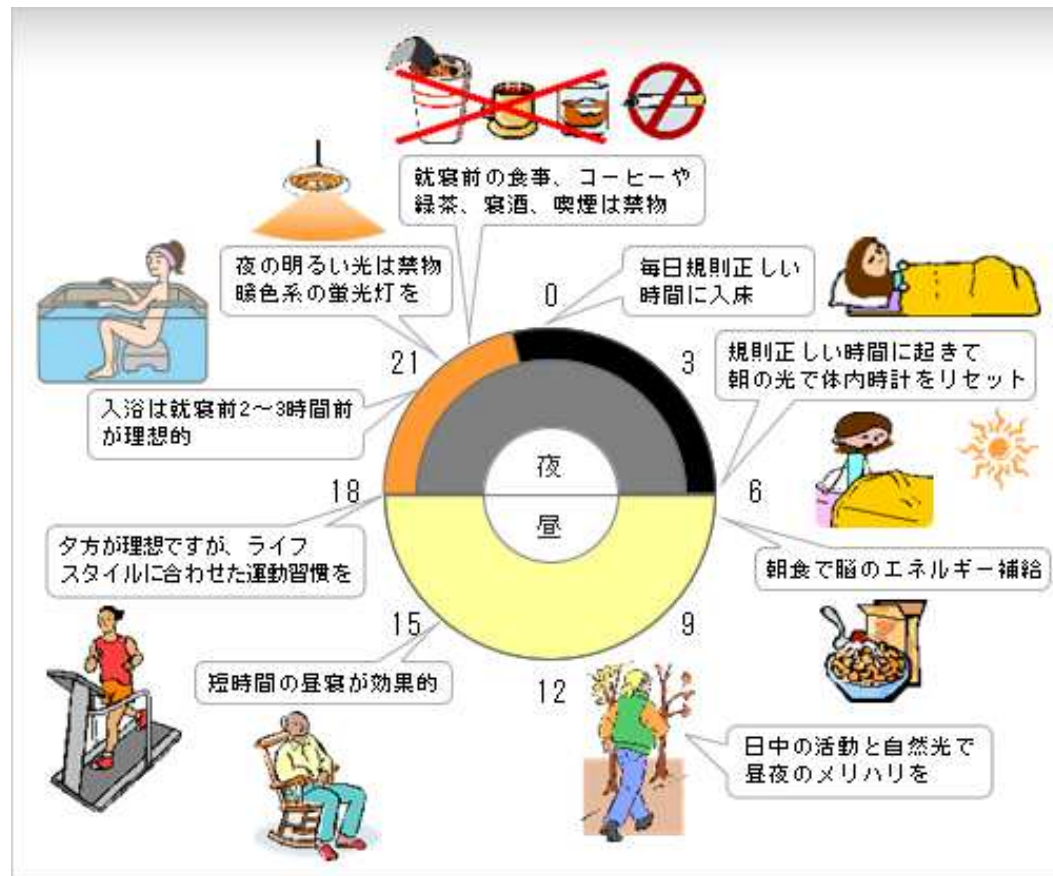 就寝前の食事、コーヒーや
緑茶、寝酒、喫煙は禁物
夜の明るい光は禁物
暖色系の蛍光灯を
毎日規則正しい
時間に入床
0
21
3
規則正しい時間に起きて
朝の光で体内時計をリセット
入浴は就寝前2～3時間前
が理想的
夜
18
6
昼
夕方が理想ですが、ライフ
スタイルに合わせた運動習慣を
朝食で脳のエネルギー補給
15
9
短時間の昼寝が効果的
12
日中の活動と自然光で
昼夜のメリハリを